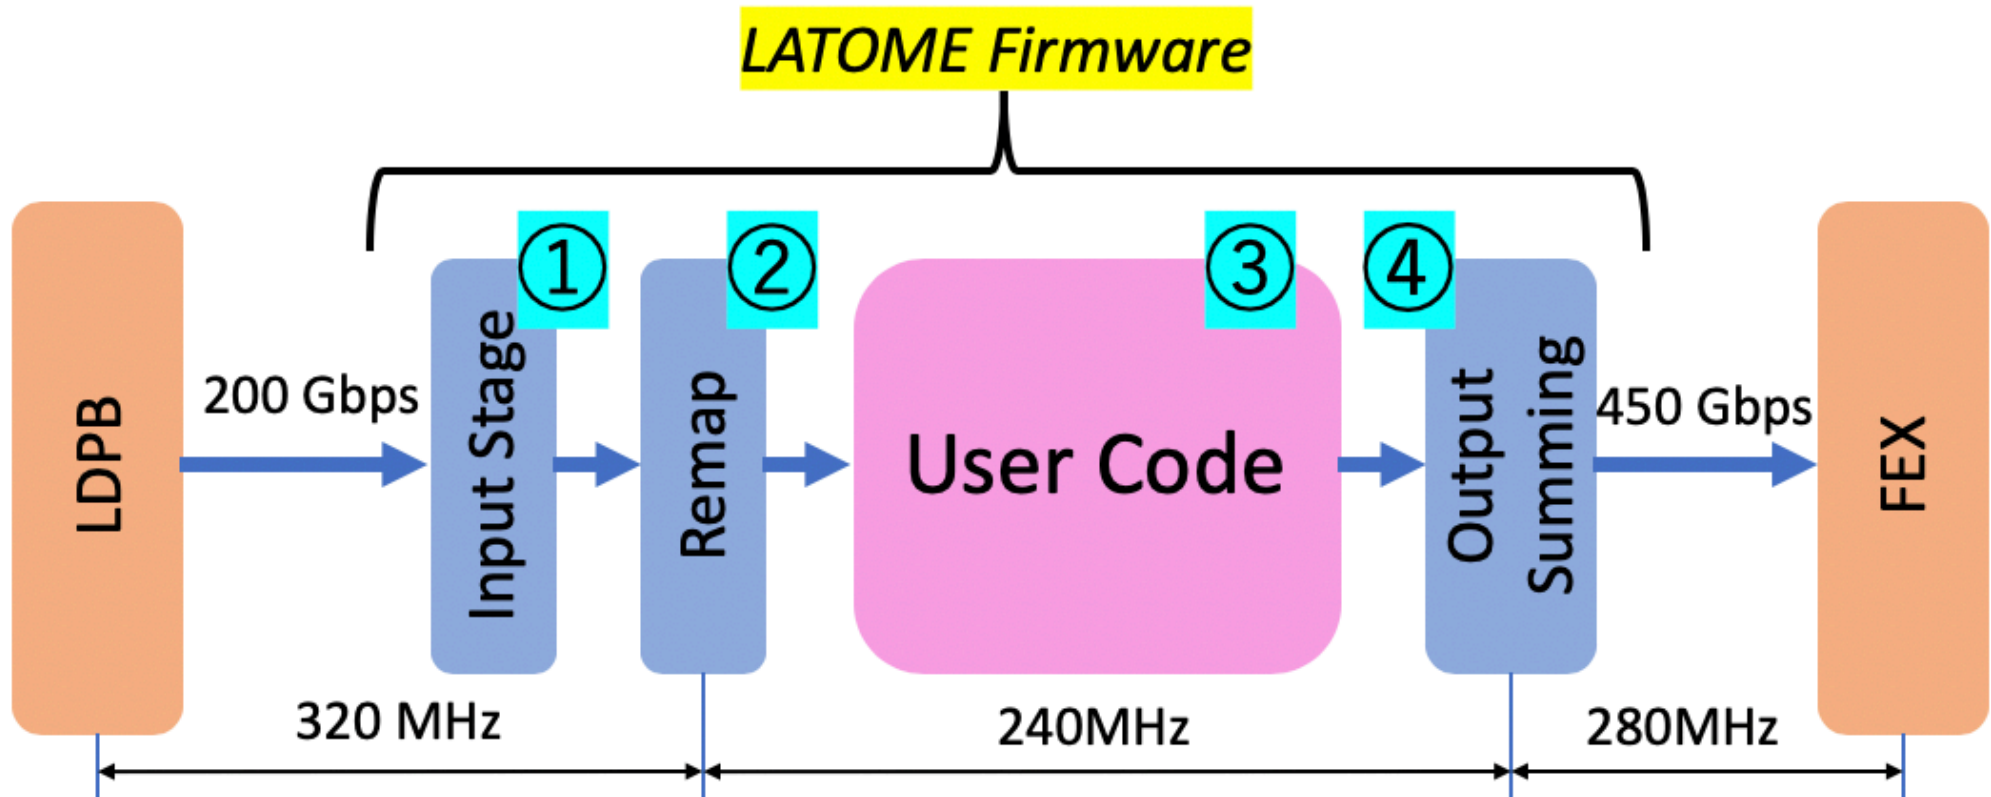 LATOME Firmware
①
②
③
④
LDPB
200 Gbps
Input Stage
Remap
User Code
Output
Summing
450 Gbps
FEX
320 MHz
240MHz
280MHz